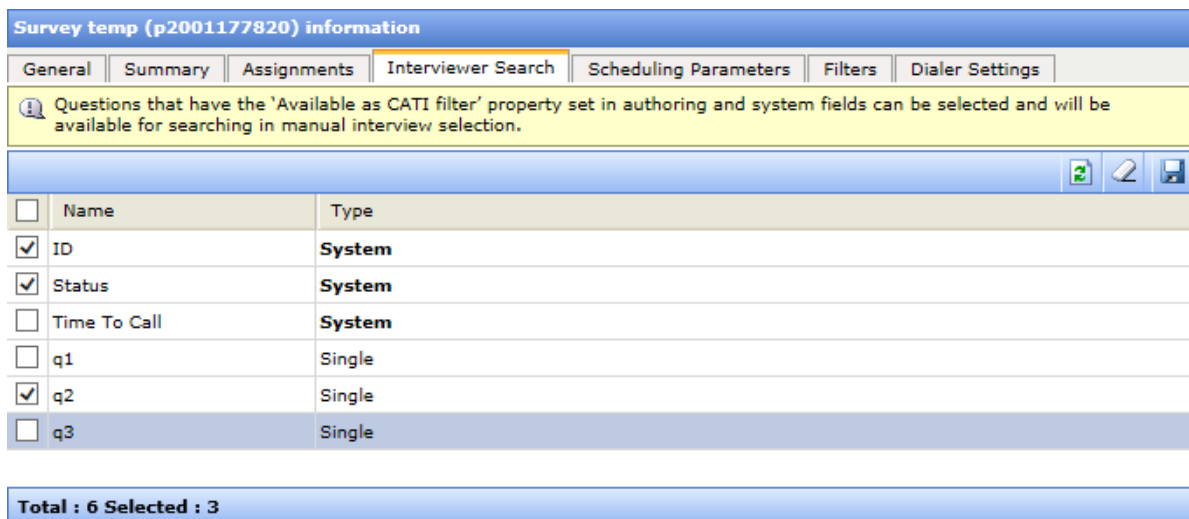 Survey temp (p2001177820) information
General Summary Assignments Interviewer Search Scheduling Parameters Filters Dialer Settings
Questions that have the ‘Available as CATI filter’ property set in authoring and system fields can be selected and will be
available for searching in manual interview selection.
Name Type
ID System
Status System
Time To Call System
q1 Single
q2 Single
q3 Single
Total : 6 Selected : 3